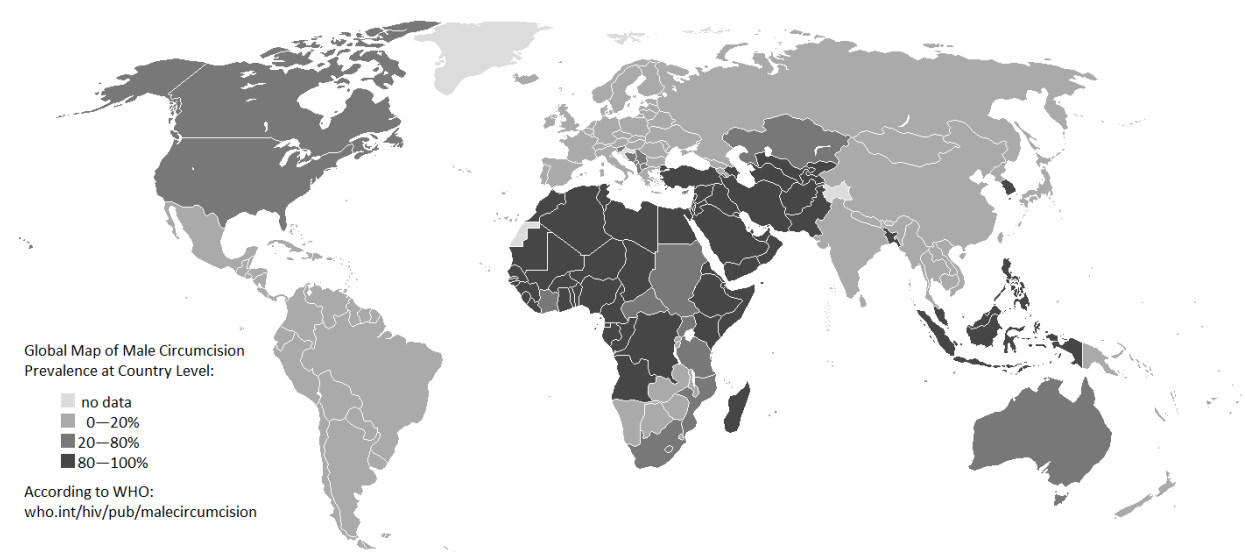 Global Map of Male Circumcision
Prevalence at Country Level:
no data
0—20%
20—80%
80—100%
According to WHO:
who.int/hiv/pub/malecircumcision